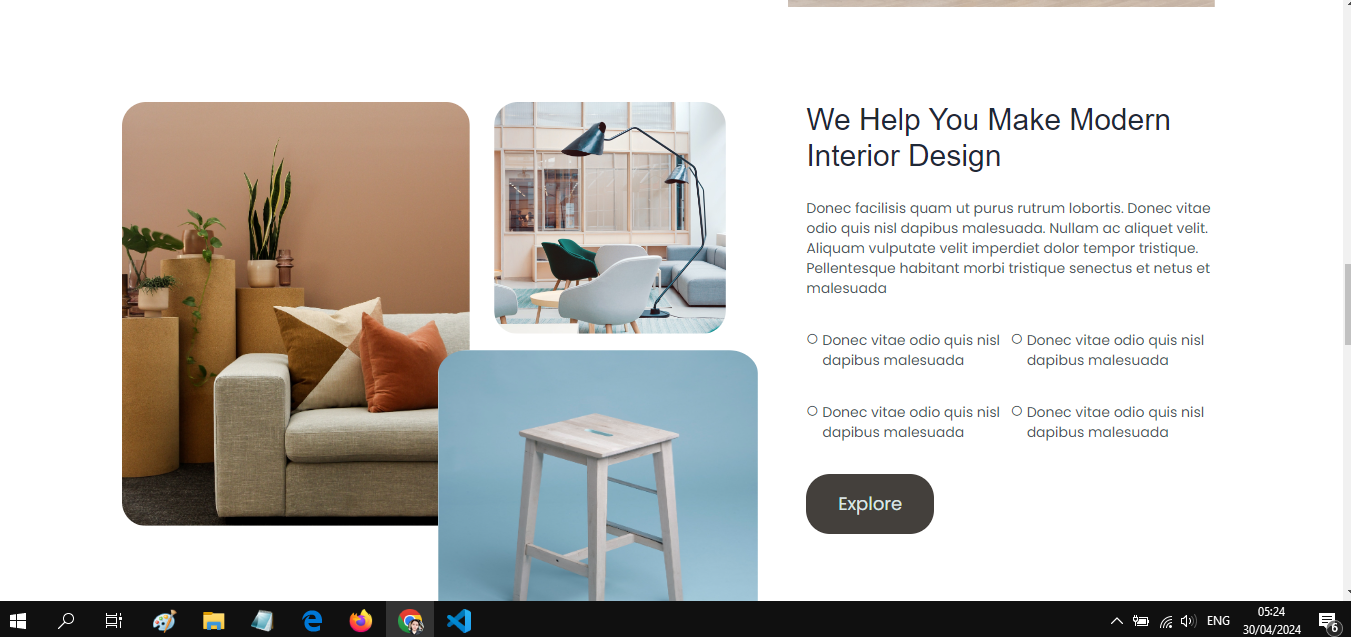 We Help You Make Modern
Interior Design
Donec facilisis quam ut purus rutrum lobortis. Donec vitae
odio quis nisl dapibus malesuada. Nullam ac aliquet velit.
Aliquam vulputate velit imperdiet dolor tempor tristique.
Pellentesque habitant morbi tristique senectus et netus et
malesuada
Donec vitae odio quis nisl
dapibus malesuada
Donec vitae odio quis nisl
dapibus malesuada
Donec vitae odio quis nisl
dapibus malesuada
Donec vitae odio quis nisl
dapibus malesuada
Explore
ENG
05:24
30/04/2024
6